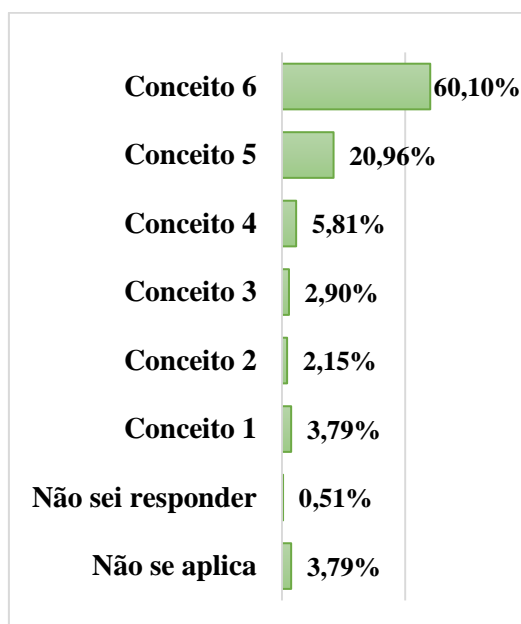 Conceito 6 60,10%
Conceito 5 20,96%
Conceito 4 5,81%
Conceito 3 2,90%
Conceito 2 2,15%
Conceito 1 3,79%
Não sei responder 0,51%
Não se aplica 3,79%